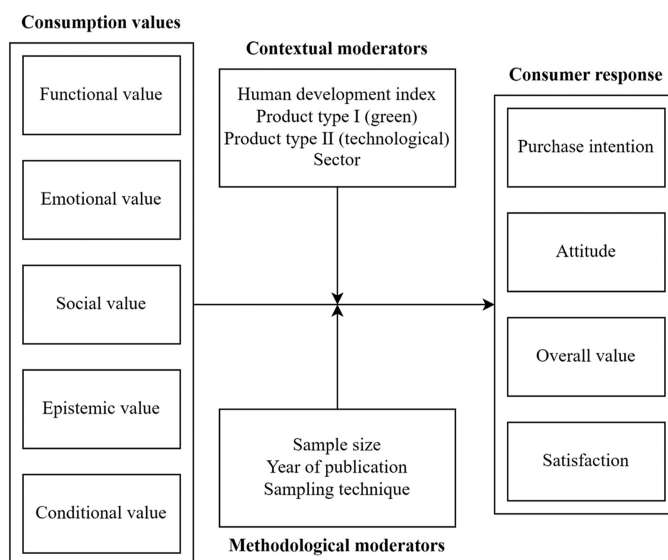 Consumption values
Functional value
Emotional value
Social value
Epistemic value
Conditional value
Contextual moderators
Human development index
Product type I (green)
Product type II (technological)
Sector
Sample size
Year of publication
Sampling technique
Methodological moderators
Consumer response
Purchase intention
Attitude
Overall value
Satisfaction